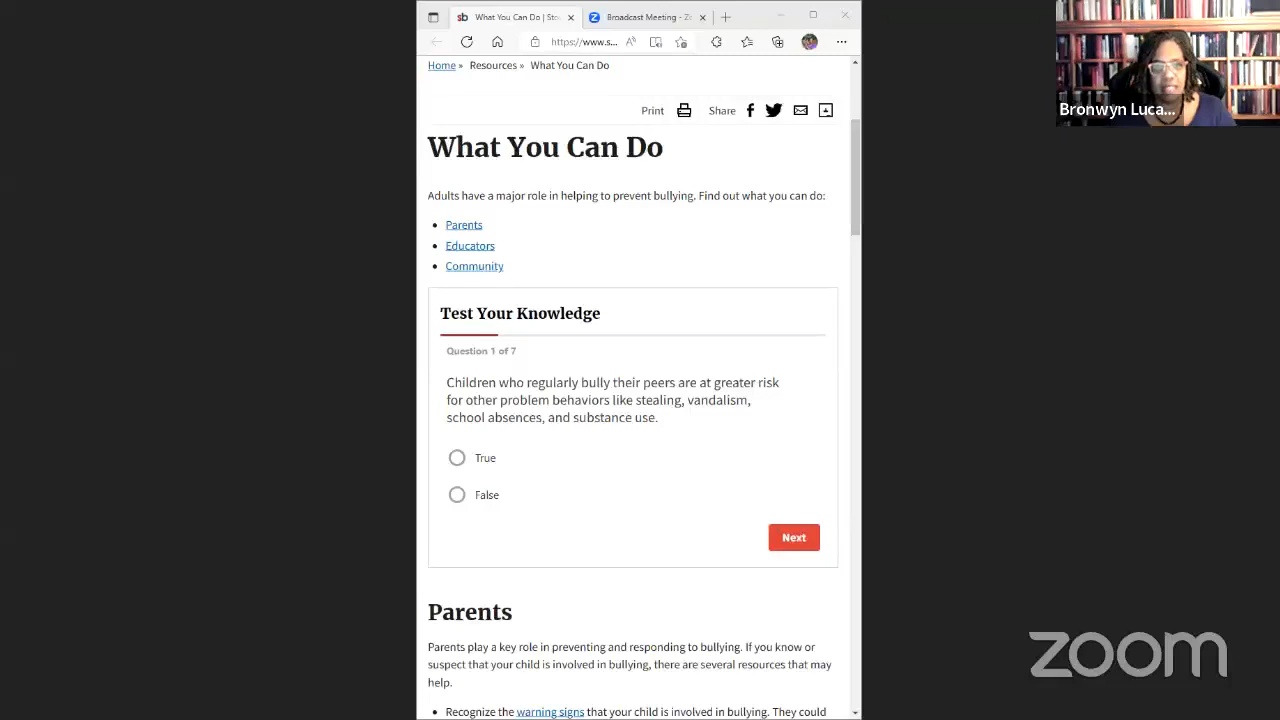 What You Can Do | Sto
Broadcast Meeting - Zo
https://www.s...
Home » Resources » What You Can Do
Print Share
What You Can Do
Adults have a major role in helping to prevent bullying. Find out what you can do:
• Parents
• Educators
• Community
Test Your Knowledge
Question 1 of 7
Children who regularly bully their peers are at greater risk
for other problem behaviors like stealing, vandalism,
school absences, and substance use.
True
False
Next
Parents
Parents play a key role in preventing and responding to bullying. If you know or
suspect that your child is involved in bullying, there are several resources that may
help.
• Recognize the warning signs that your child is involved in bullying. They could
Bronwyn Luca...
zoom